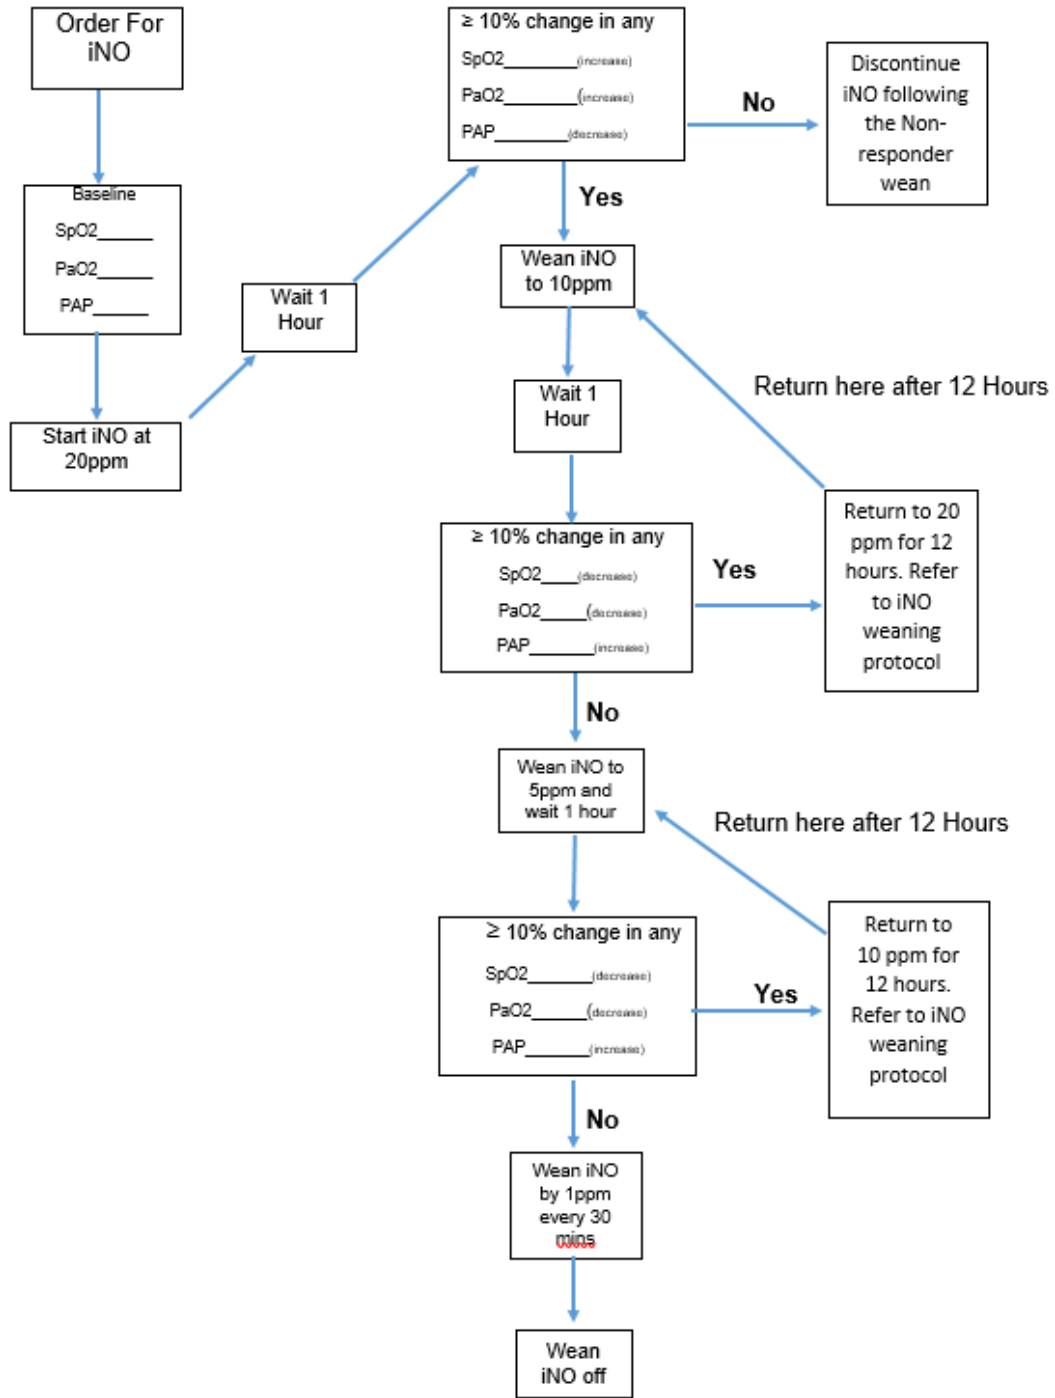 Order For
iNO
Baseline
SpO2______
PaO2______
PAP______
Start iNO at
20ppm
Wait 1
Hour
≥ 10% change in any
SpO2________(increase)
PaO2________(increase)
PAP________(decrease)
No
Discontinue
iNO following
the Non-
responder
wean
Yes
Wean iNO
to 10ppm
Wait 1
Hour
Return here after 12 Hours
≥ 10% change in any
SpO2____(decrease)
PaO2_____(decrease)
PAP_______(increase)
Yes
Return to 20
ppm for 12
hours. Refer
to iNO
weaning
protocol
No
Wean iNO to
5ppm and
wait 1 hour
Return here after 12 Hours
≥ 10% change in any
SpO2______(decrease)
PaO2______(decrease)
PAP_______(increase)
Yes
Return to
10 ppm for
12 hours.
Refer to iNO
weaning
protocol
No
Wean iNO
by 1ppm
every 30
mins
Wean
iNO off